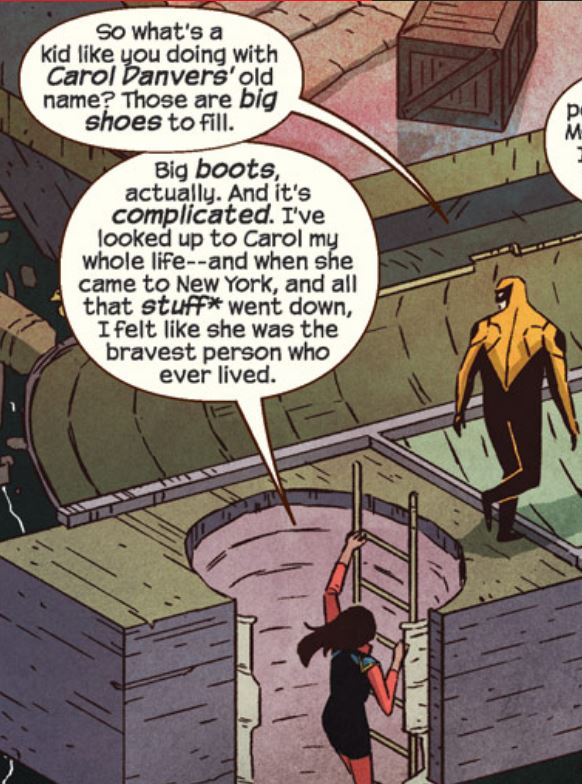 So what's a
kid like you doing with
Carol Danvers' old
name? Those are big
shoes to fill.
Big boots,
actually. And it's
complicated. I've
looked up to Carol my
whole life--and when she
came to New York, and all
that stuff* went down,
I felt like she was the
bravest person who
ever lived.